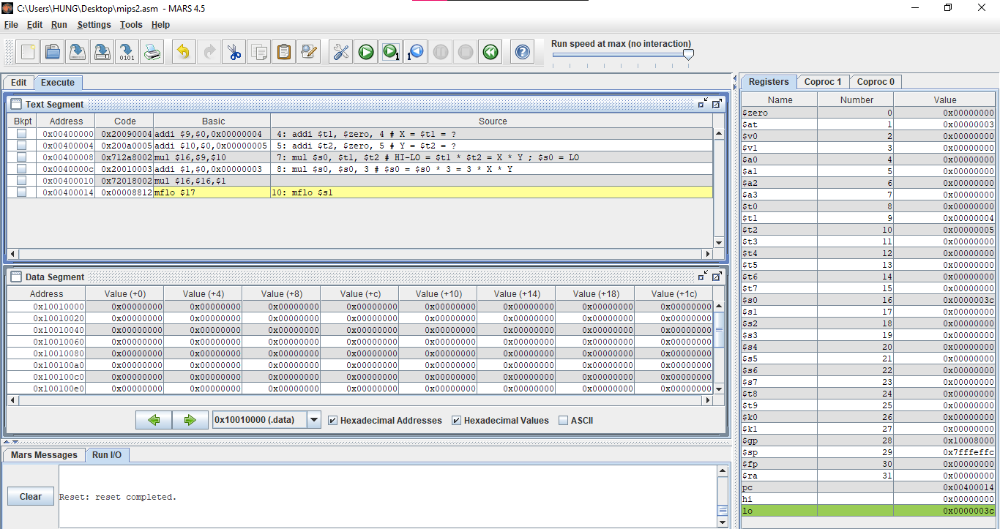 C:\Users\HUNG\Desktop\mips2.asm - MARS 4.5
File Edit Run Settings Tools Help
Run speed at max (no interaction)
Edit Execute
Registers Coproc 1 Coproc 0
Text Segment
Bkpt Address Code Basic Source
0x00400000 0x20090004 addi $9,$0,0x00000004 4: addi $t1, $zero, 4 # X = $t1 = ?
0x00400004 0x200a0005 addi $10,$0,0x00000005 5: addi $t2, $zero, 5 # Y = $t2 = ?
0x00400008 0x712a8002 mul $16,$9,$10 7: mul $s0, $t1, $t2 # HI-LO = $t1 * $t2 = X * Y ; $s0 = LO
0x0040000c 0x20010003 addi $1,$0,0x00000003 8: mul $s0, $s0, 3 # $s0 = $s0 * 3 = 3 * X * Y
0x00400010 0x72018002 mul $16,$16,$1
0x00400014 0x00008812 mflo $17 10: mflo $s1
Data Segment
Address Value (+0) Value (+4) Value (+8) Value (+c) Value (+10) Value (+14) Value (+18) Value (+1c)
0x10010000 0x00000000 0x00000000 0x00000000 0x00000000 0x00000000 0x00000000 0x00000000 0x00000000
0x10010020 0x00000000 0x00000000 0x00000000 0x00000000 0x00000000 0x00000000 0x00000000 0x00000000
0x10010040 0x00000000 0x00000000 0x00000000 0x00000000 0x00000000 0x00000000 0x00000000 0x00000000
0x10010060 0x00000000 0x00000000 0x00000000 0x00000000 0x00000000 0x00000000 0x00000000 0x00000000
0x10010080 0x00000000 0x00000000 0x00000000 0x00000000 0x00000000 0x00000000 0x00000000 0x00000000
0x100100a0 0x00000000 0x00000000 0x00000000 0x00000000 0x00000000 0x00000000 0x00000000 0x00000000
0x100100c0 0x00000000 0x00000000 0x00000000 0x00000000 0x00000000 0x00000000 0x00000000 0x00000000
0x100100e0 0x00000000 0x00000000 0x00000000 0x00000000 0x00000000 0x00000000 0x00000000 0x00000000
0x10010000 (.data) Hexadecimal Addresses Hexadecimal Values ASCII
Mars Messages Run I/O
Clear
Reset: reset completed.
Name Number Value
$zero 0 0x00000000
$at 1 0x00000003
$v0 2 0x00000000
$v1 3 0x00000000
$a0 4 0x00000000
$a1 5 0x00000000
$a2 6 0x00000000
$a3 7 0x00000000
$t0 8 0x00000000
$t1 9 0x00000004
$t2 10 0x00000005
$t3 11 0x00000000
$t4 12 0x00000000
$t5 13 0x00000000
$t6 14 0x00000000
$t7 15 0x00000000
$s0 16 0x0000003c
$s1 17 0x00000000
$s2 18 0x00000000
$s3 19 0x00000000
$s4 20 0x00000000
$s5 21 0x00000000
$s6 22 0x00000000
$s7 23 0x00000000
$t8 24 0x00000000
$t9 25 0x00000000
$k0 26 0x00000000
$k1 27 0x00000000
$gp 28 0x10008000
$sp 29 0x7fffeffc
$fp 30 0x00000000
$ra 31 0x00000000
pc 0x00400014
hi 0x00000000
lo 0x0000003c